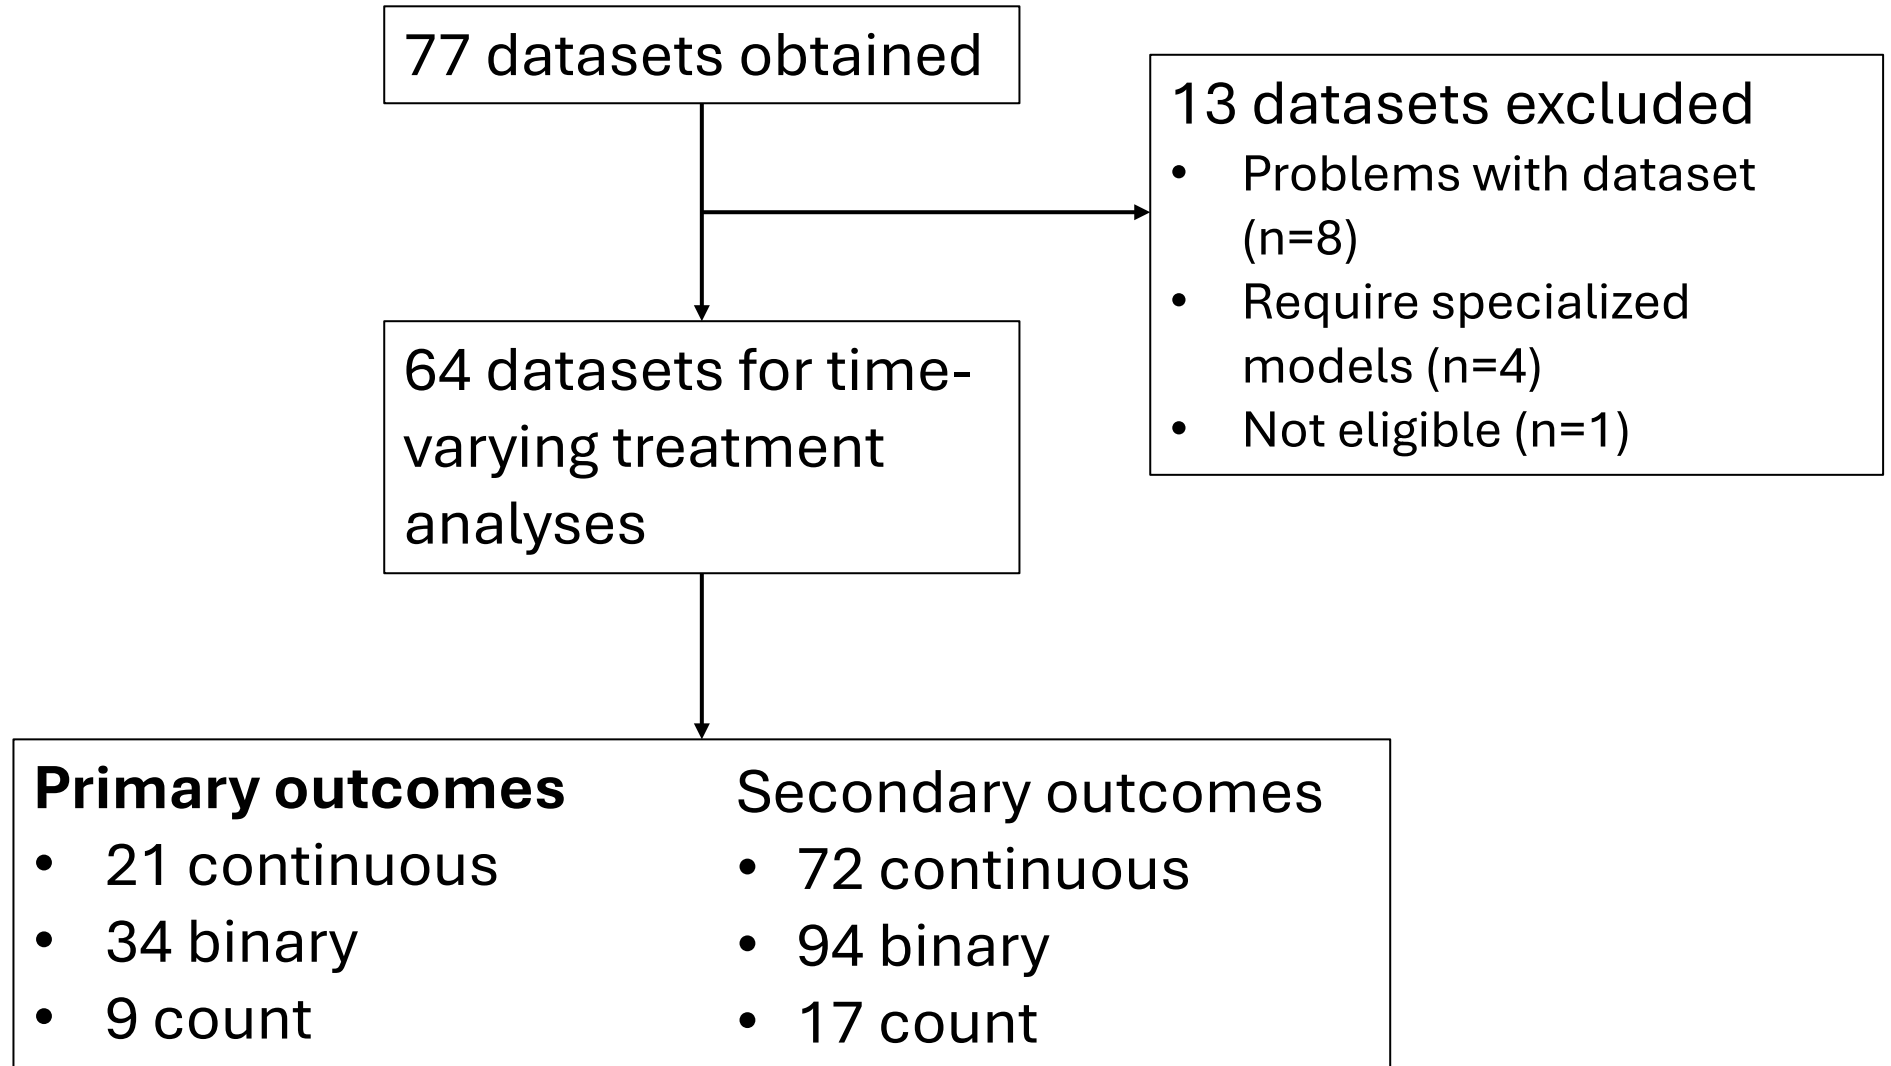 77 datasets obtained
13 datasets excluded
• Problems with dataset
(n=8)
• Require specialized
models (n=4)
• Not eligible (n=1)
64 datasets for time-
varying treatment
analyses
Primary outcomes
• 21 continuous
• 34 binary
• 9 count
Secondary outcomes
• 72 continuous
• 94 binary
• 17 count